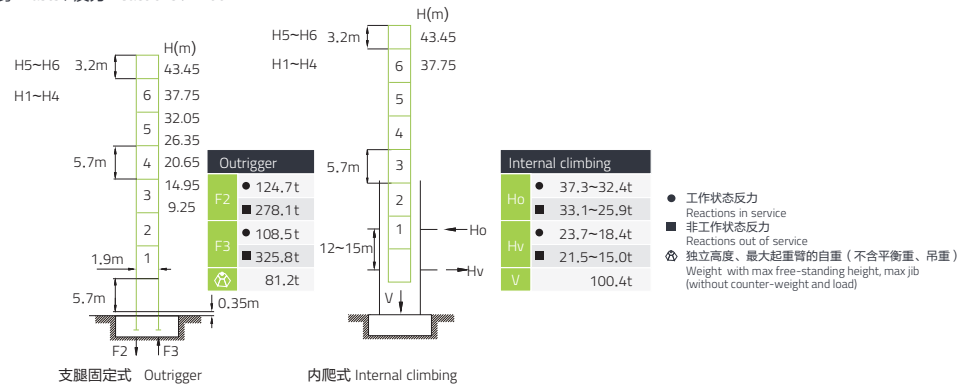 H(m)
H5~H6 3.2m 43.45
H1~H4
6 37.75
32.05
5
26.35
5.7m 4 20.65
14.95
3
9.25
2
1.9m 1
5.7m
0.35m
F2 F3
支腿固定式 Outrigger
Outrigger
F2 ● 124.7t
■ 278.1t
F3 ● 108.5t
■ 325.8t
81.2t
H(m)
H5~H6 3.2m 43.45
H1~H4 6 37.75
5
4
5.7m 3
2
1 Ho
12~15m
Hv
V
内爬式 Internal climbing
Internal climbing
Ho ● 37.3~32.4t
■ 33.1~25.9t
Hv ● 23.7~18.4t
■ 21.5~15.0t
V 100.4t
● 工作状态反力
Reactions in service
■ 非工作状态反力
Reactions out of service
独立高度、最大起重臂的自重（不含平衡重、吊重）
Weight with max free-standing height, max jib
(without counter-weight and load)